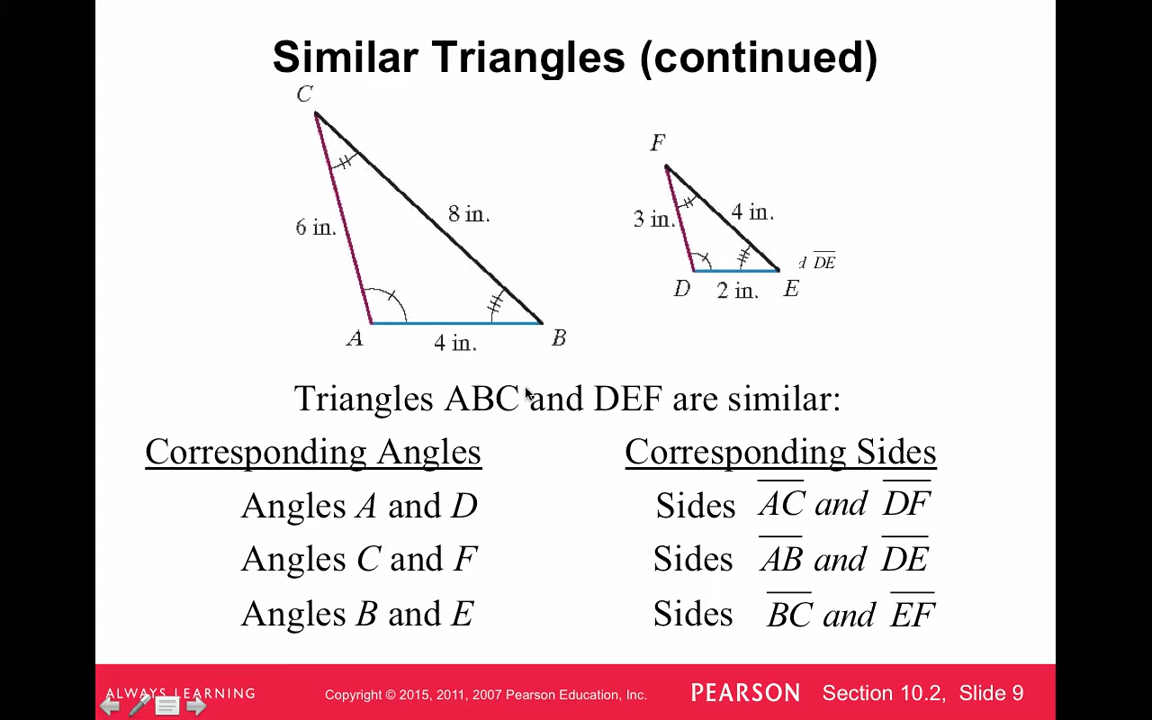 Similar Triangles (continued)
C
F
6 in.
8 in.
3 in.
4 in.
d DE
D
2 in.
E
A
4 in.
B
Triangles ABC and DEF are similar:
Corresponding Angles
Corresponding Sides
Angles A and D
Sides AC and DF
Angles C and F
Sides AB and DE
Angles B and E
Sides BC and EF
ALWAYS LEARNING
Copyright © 2015, 2011, 2007 Pearson Education, Inc.
PEARSON
Section 10.2, Slide 9